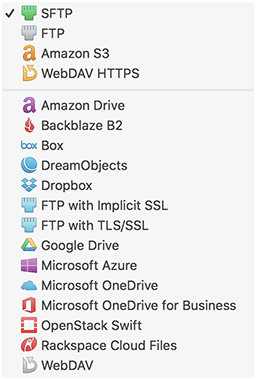 SFTP
FTP
Amazon S3
WebDAV HTTPS
Amazon Drive
Backblaze B2
box Box
DreamObjects
Dropbox
FTP with Implicit SSL
FTP with TLS/SSL
Google Drive
Microsoft Azure
Microsoft OneDrive
Microsoft OneDrive for Business
OpenStack Swift
Rackspace Cloud Files
WebDAV